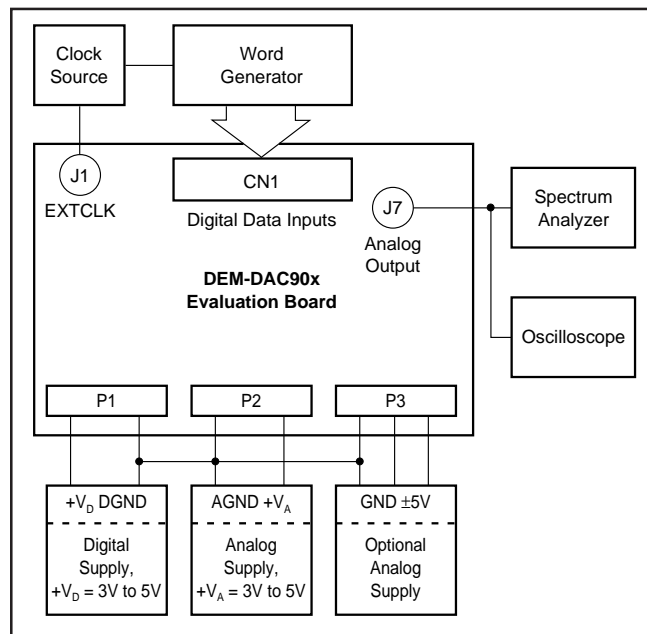 Clock
Source
Word
Generator
J1
EXTCLK
CN1
Digital Data Inputs
J7
Analog
Output
Spectrum
Analyzer
DEM-DAC90x
Evaluation Board
Oscilloscope
P1
P2
P3
+V_D DGND
AGND +V_A
GND ±5V
Digital
Supply,
+V_D = 3V to 5V
Analog
Supply,
+V_A = 3V to 5V
Optional
Analog
Supply